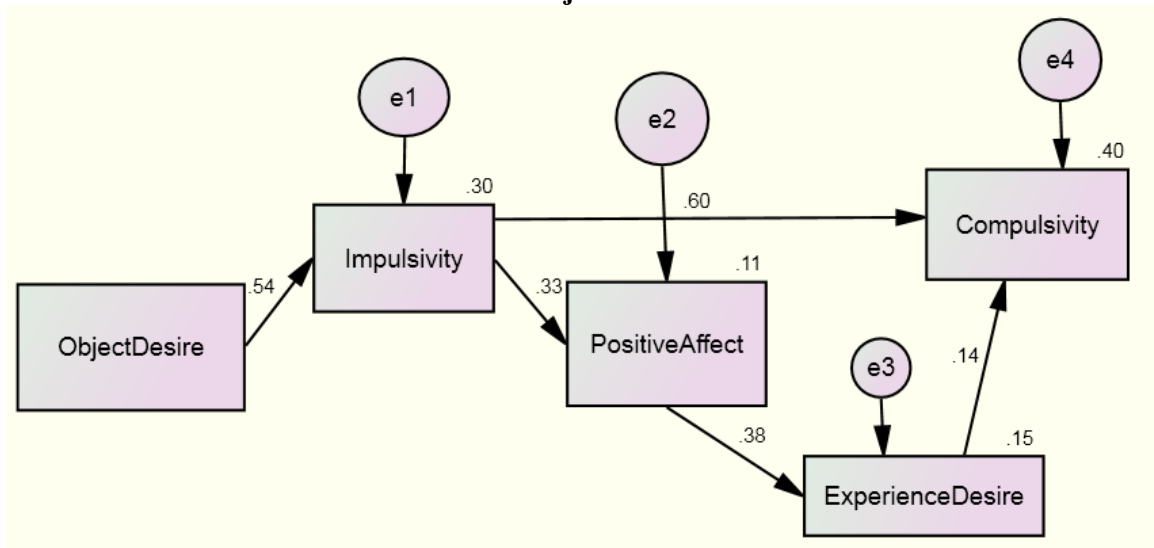 e4
e1
e2
.40
.30
.60
Compulsivity
Impulsivity
.11
.54
.33
ObjectDesire
PositiveAffect
e3
.14
.38
.15
ExperienceDesire